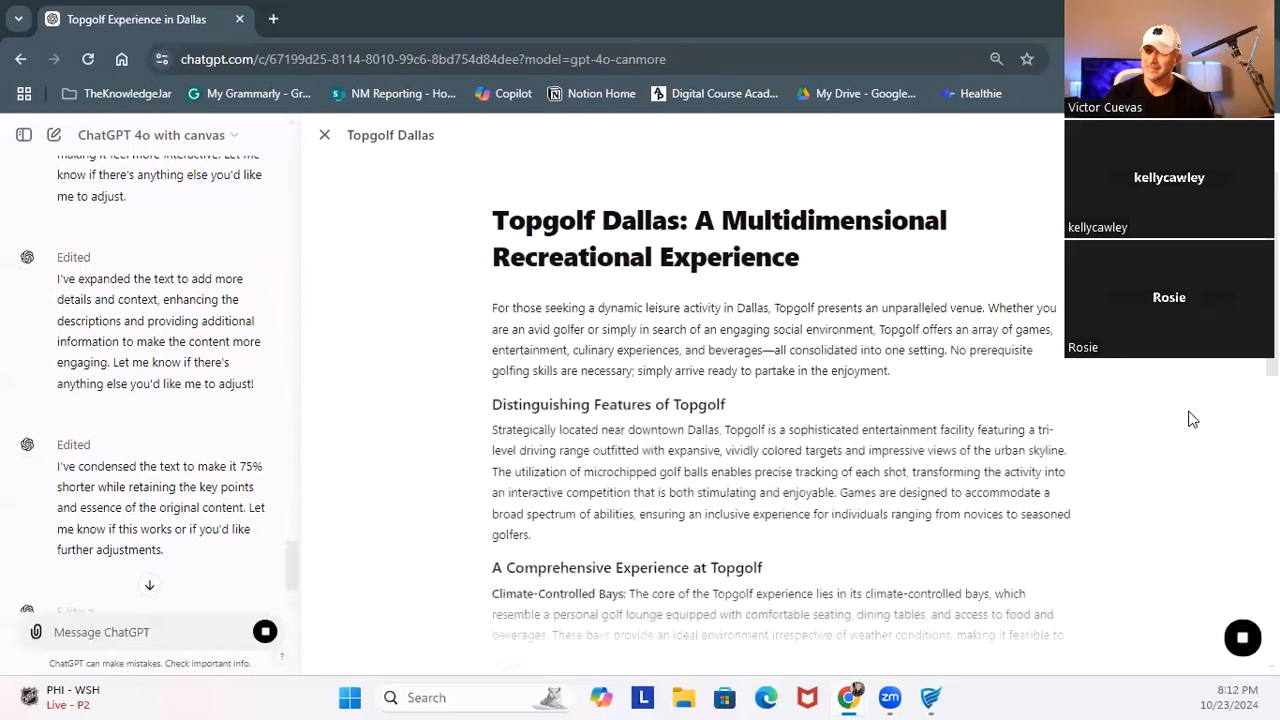 Topgolf Experience in Dallas
chatgpt.com/c/67199d25-8114-8010-99c6-8bd754d84dee?model=gpt-4o-canmore
TheKnowledgeJar
My Grammarly - Gr...
NM Reporting - Ho...
Copilot
Notion Home
Digital Course Acad...
My Drive - Google...
Healthie
ChatGPT 4o with canvas
making it feel more interactive. Let me
know if there's anything else you'd like
me to adjust.
Edited
I've expanded the text to add more
details and context, enhancing the
descriptions and providing additional
information to make the content more
engaging. Let me know if there's
anything else you'd like me to adjust!
Edited
I've condensed the text to make it 75%
shorter while retaining the key points
and essence of the original content. Let
me know if this works or if you'd like
further adjustments.
Editing
Message ChatGPT
ChatGPT can make mistakes. Check important info.
?
Topgolf Dallas
Topgolf Dallas: A Multidimensional
Recreational Experience
For those seeking a dynamic leisure activity in Dallas, Topgolf presents an unparalleled venue. Whether you
are an avid golfer or simply in search of an engaging social environment, Topgolf offers an array of games,
entertainment, culinary experiences, and beverages—all consolidated into one setting. No prerequisite
golfing skills are necessary; simply arrive ready to partake in the enjoyment.
Distinguishing Features of Topgolf
Strategically located near downtown Dallas, Topgolf is a sophisticated entertainment facility featuring a tri-
level driving range outfitted with expansive, vividly colored targets and impressive views of the urban skyline.
The utilization of microchipped golf balls enables precise tracking of each shot, transforming the activity into
an interactive competition that is both stimulating and enjoyable. Games are designed to accommodate a
broad spectrum of abilities, ensuring an inclusive experience for individuals ranging from novices to seasoned
golfers.
A Comprehensive Experience at Topgolf
Climate-Controlled Bays: The core of the Topgolf experience lies in its climate-controlled bays, which
resemble a personal golf lounge equipped with comfortable seating, dining tables, and access to food and
beverages. These bays provide an ideal environment irrespective of weather conditions, making it feasible to
Victor Cuevas
kellycawley
kellycawley
Rosie
Rosie
PHI - WSH
Live - P2
Search
L
zm
8:12 PM
10/23/2024